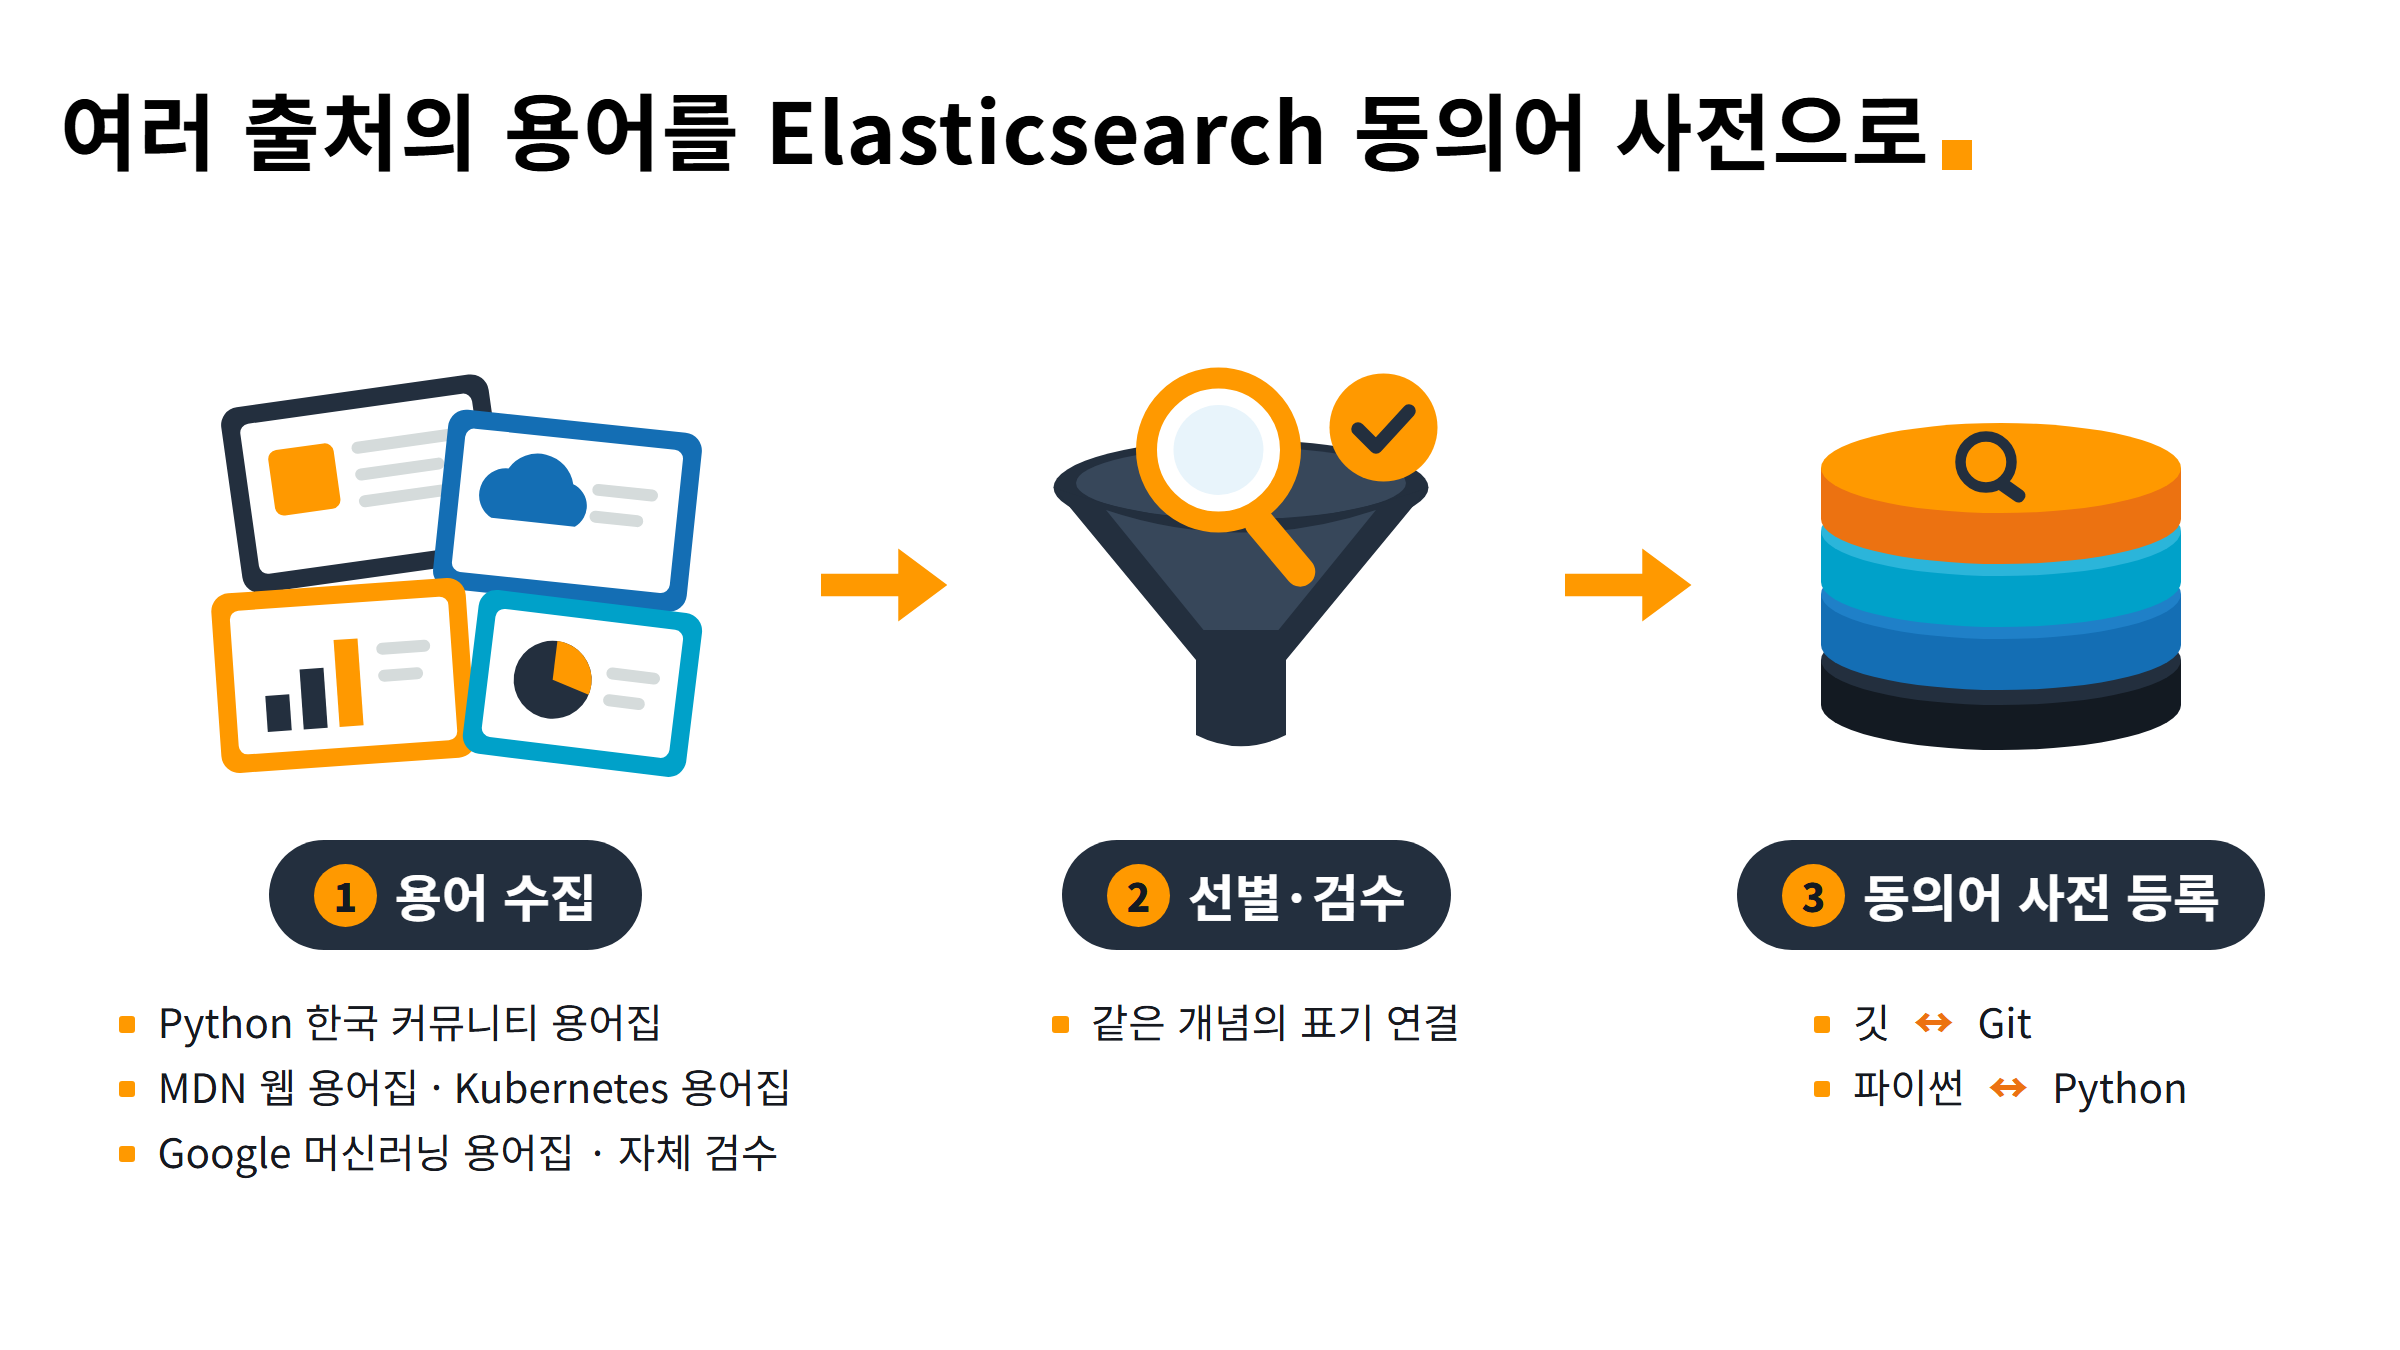 여러 출처의 용어를 Elasticsearch 동의어 사전으로
1 용어 수집
Python 한국 커뮤니티 용어집
MDN 웹 용어집 · Kubernetes 용어집
Google 머신러닝 용어집 · 자체 검수
2 선별·검수
같은 개념의 표기 연결
3 동의어 사전 등록
깃 ↔ Git
파이썬 ↔ Python